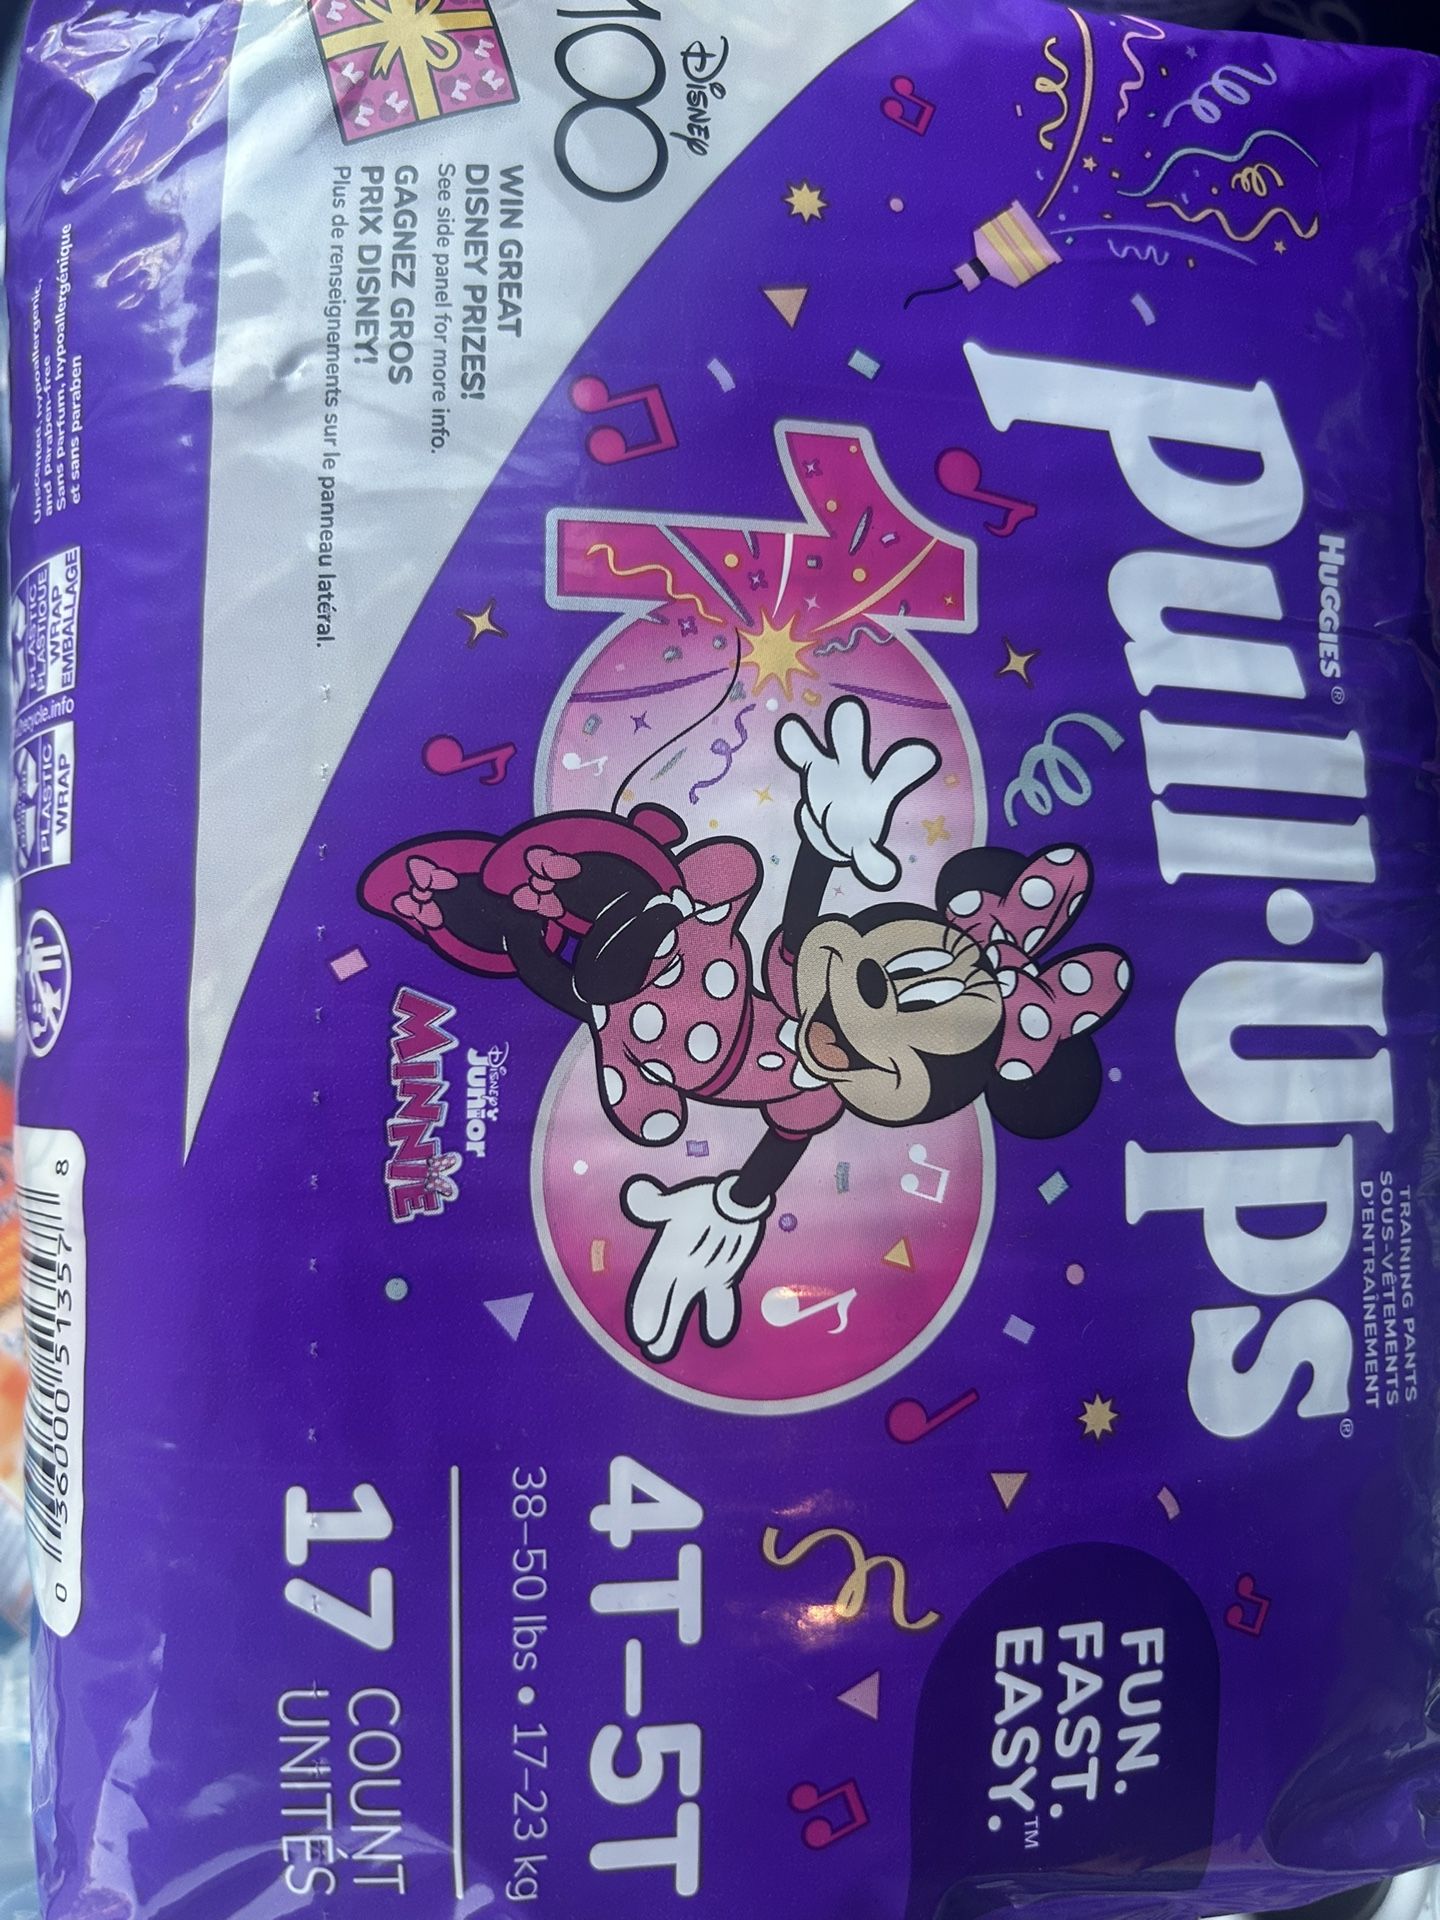 HUGGIES®
Pull·Ups®
TRAINING PANTS
SOUS-VÊTEMENTS
D'ENTRAÎNEMENT
FUN.
FAST.
EASY.™
Disney
100
WIN GREAT
DISNEY PRIZES!
See side panel for more info.
GAGNEZ GROS
PRIX DISNEY!
Plus de renseignements sur le panneau latéral.
1
Disney
Junior
MINNIE
4T-5T
38-50 lbs • 17-23 kg
17 COUNT
UNITÉS
Unscented, hypoallergenic,
and paraben-free
Sans parfum, hypoallergénique
et sans paraben
PLASTIC
PLASTIQUE
WRAP
EMBALLAGE
PLASTIC
WRAP
0 36000 51357 8